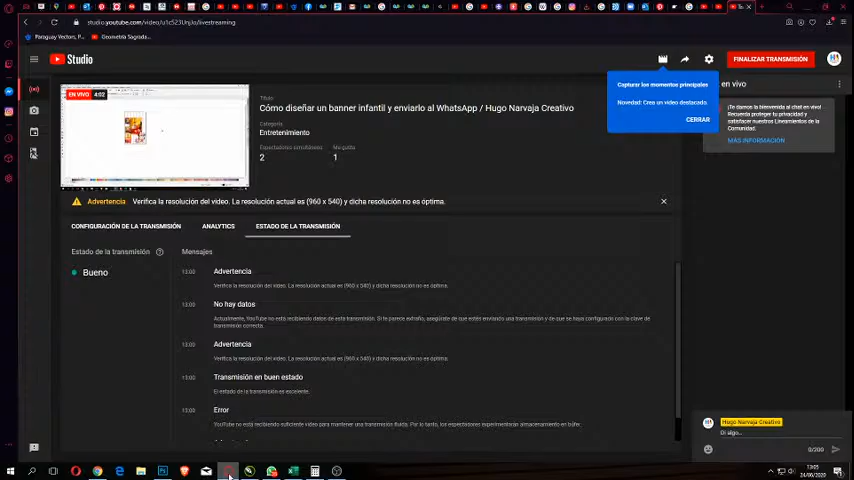 studio.youtube.com/video/u1c523UnjJo/livestreaming
Paraguay Vectors, P...
Geometría Sagrada...
Studio
FINALIZAR TRANSMISIÓN
EN VIVO 4:02
Título
Cómo diseñar un banner infantil y enviarlo al WhatsApp / Hugo Narvaja Creativo
Categoría
Entretenimiento
Espectadores simultáneos
Me gusta
2
1
Capturar los momentos principales
Novedad: Crea un video destacado.
CERRAR
en vivo
¡Te damos la bienvenida al chat en vivo!
Recuerda proteger tu privacidad y
satisfacer nuestros Lineamientos de la
Comunidad.
MÁS INFORMACIÓN
Advertencia Verifica la resolución del video. La resolución actual es (960 x 540) y dicha resolución no es óptima.
CONFIGURACIÓN DE LA TRANSMISIÓN
ANALYTICS
ESTADO DE LA TRANSMISIÓN
Estado de la transmisión
Mensajes
Bueno
13:00 Advertencia
Verifica la resolución del video. La resolución actual es (960 x 540) y dicha resolución no es óptima.
13:00 No hay datos
Actualmente, YouTube no está recibiendo datos de esta transmisión. Si te parece extraño, asegúrate de que estés enviando una transmisión y de que se haya configurado con la clave de
transmisión correcta.
13:00 Advertencia
Verifica la resolución del video. La resolución actual es (960 x 540) y dicha resolución no es óptima.
13:00 Transmisión en buen estado
El estado de la transmisión es excelente.
13:00 Error
YouTube no está recibiendo suficiente video para mantener una transmisión fluida. Por lo tanto, los espectadores experimentarán almacenamiento en búfer.
Hugo Narvaja Creativo
Di algo...
0/200
13:05
24/06/2020